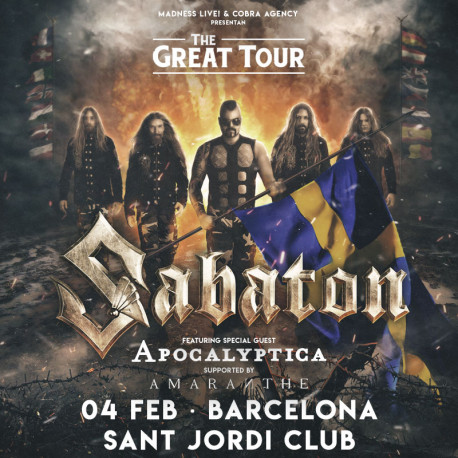 MADNESS LIVE! & COBRA AGENCY
PRESENTAN
THE
GREAT TOUR
SABATON
FEATURING SPECIAL GUEST
APOCALYPTICA
SUPPORTED BY
AMARANTHE
04 FEB · BARCELONA
SANT JORDI CLUB